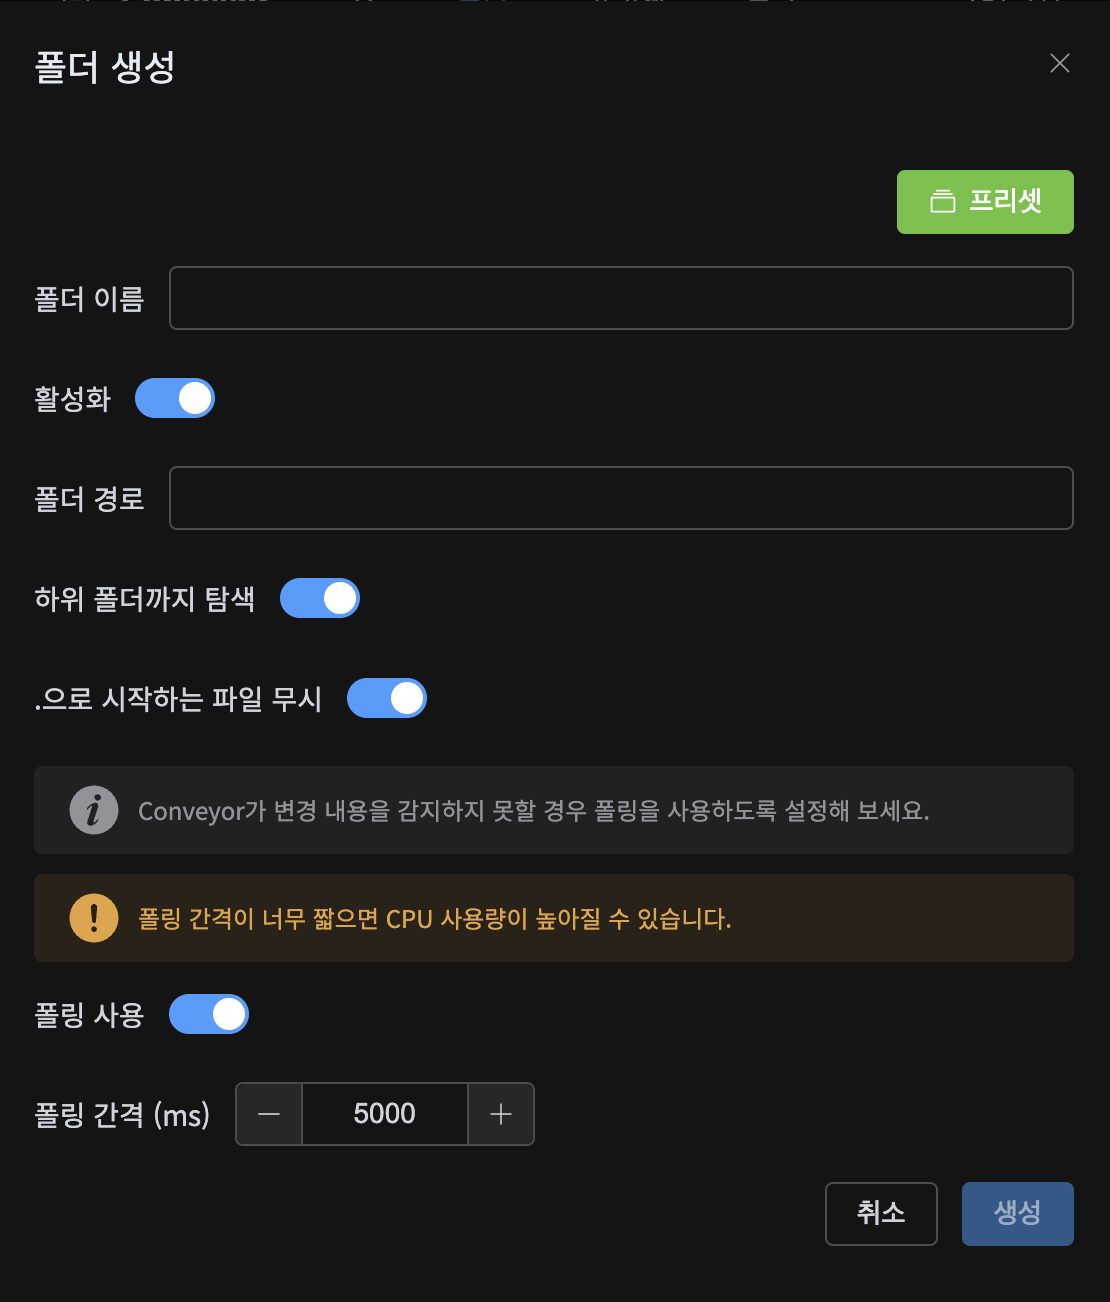 폴더 생성
프리셋
폴더 이름
활성화
폴더 경로
하위 폴더까지 탐색
.으로 시작하는 파일 무시
Conveyor가 변경 내용을 감지하지 못할 경우 폴링을 사용하도록 설정해 보세요.
폴링 간격이 너무 짧으면 CPU 사용량이 높아질 수 있습니다.
폴링 사용
폴링 간격 (ms) 5000
취소 생성